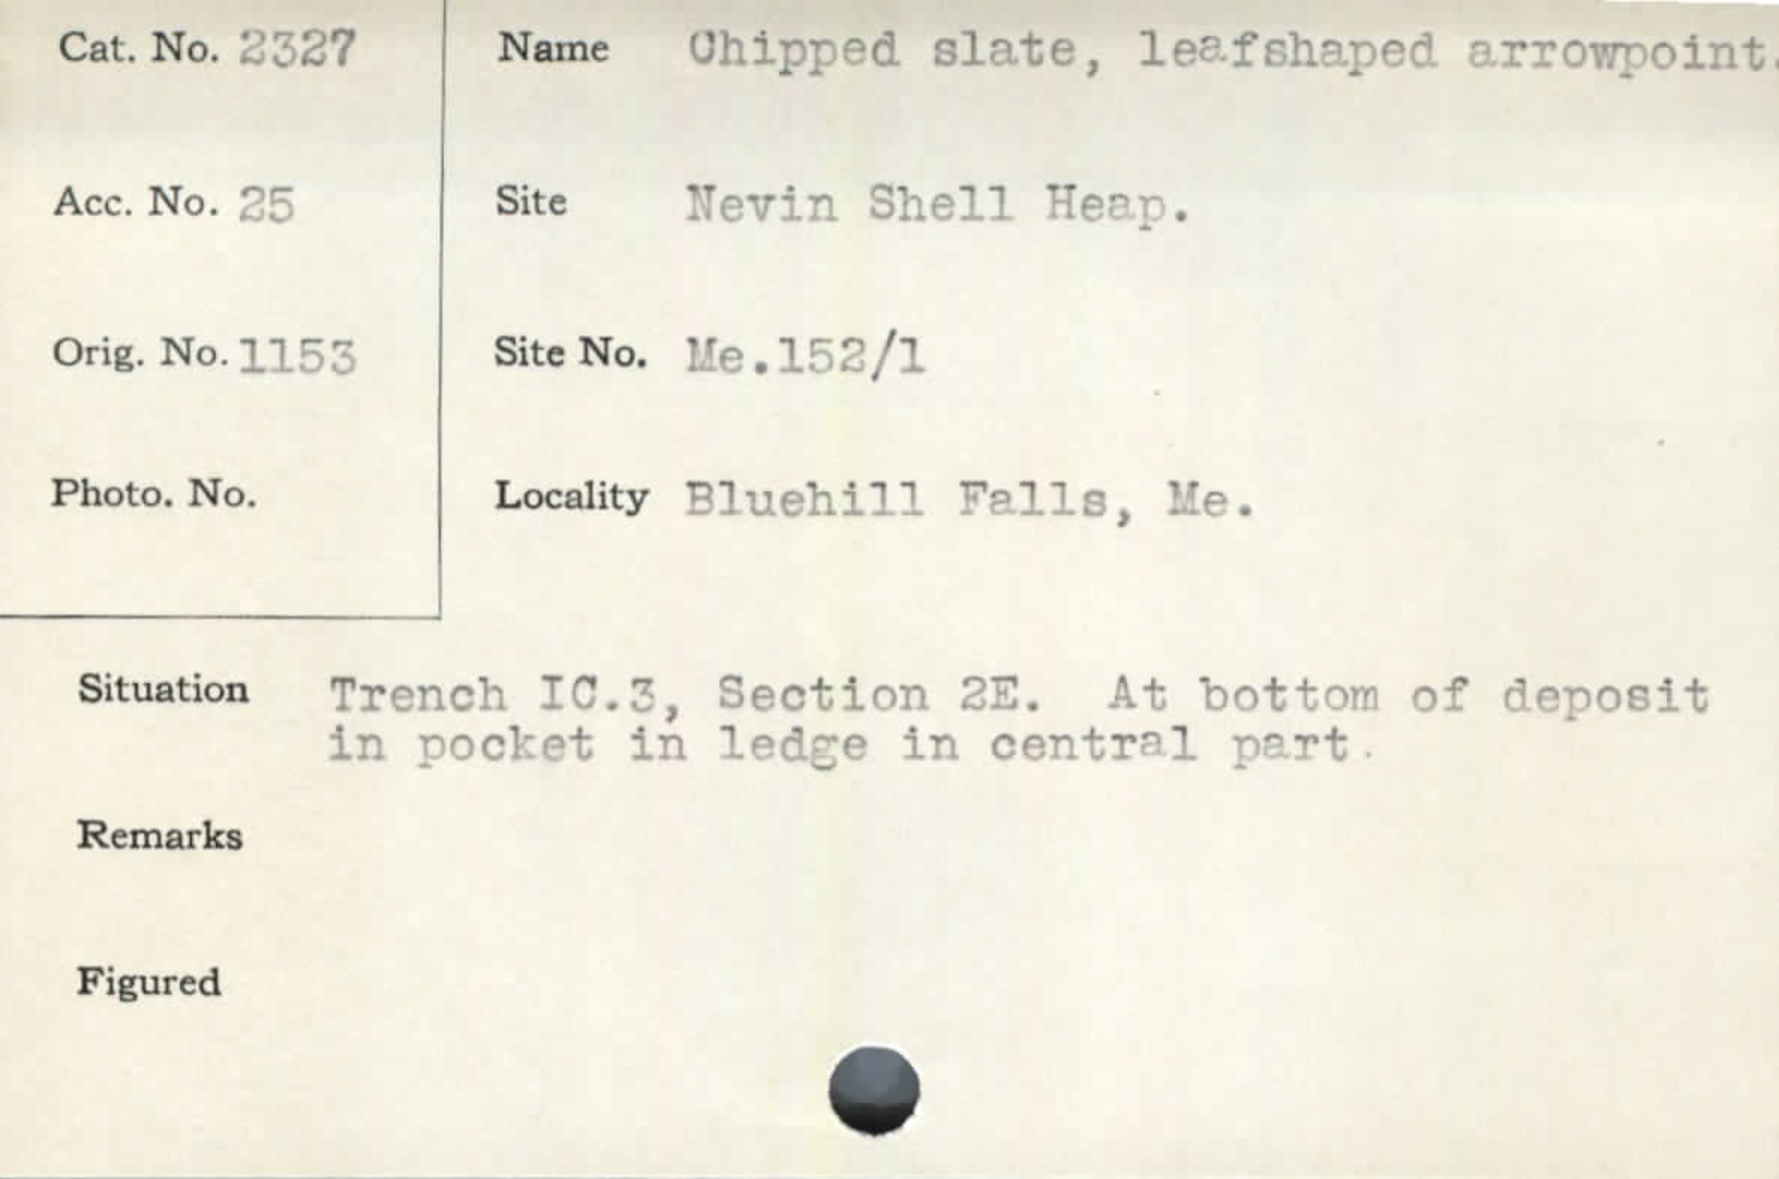 Cat. No. 2327
Name Chipped slate, leafshaped arrowpoint.
Acc. No. 25
Site Nevin Shell Heap.
Orig. No. 1153
Site No. Me.152/1
Photo. No.
Locality Bluehill Falls, Me.
Situation Trench IC.3, Section 2E. At bottom of deposit
in pocket in ledge in central part.
Remarks
Figured